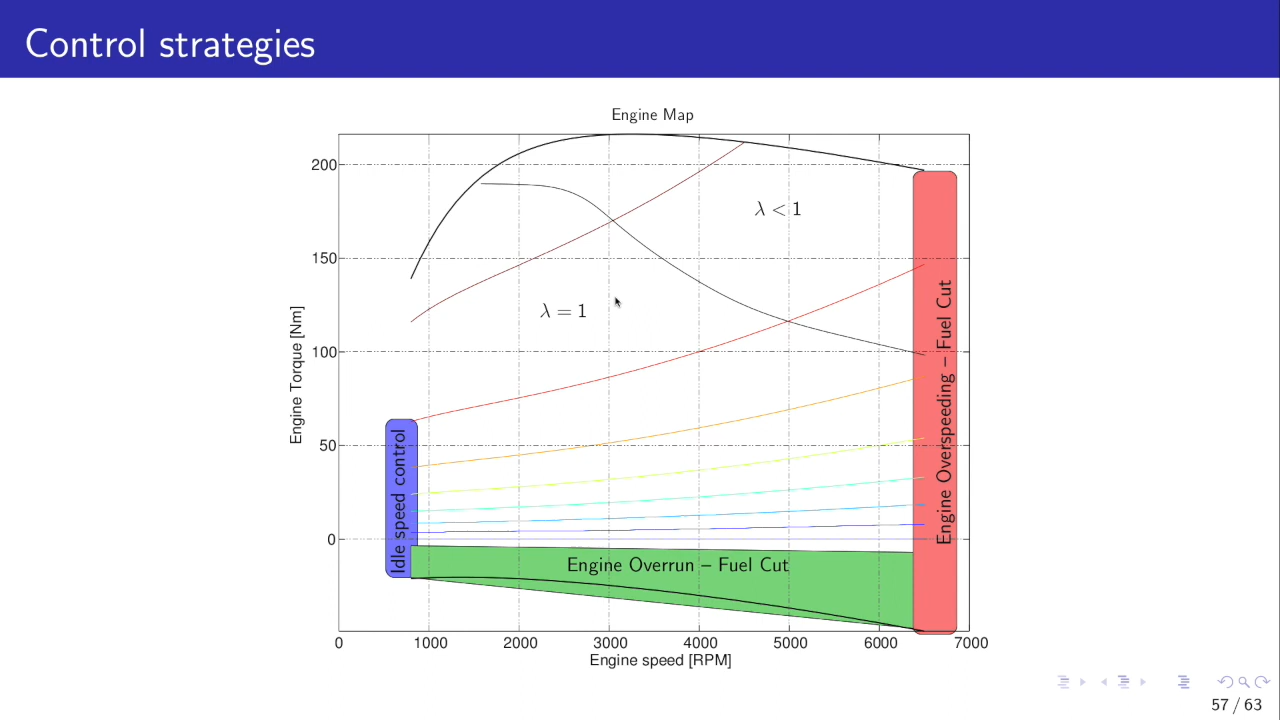 Control strategies
Engine Map
200
150
100
50
0
Engine Torque [Nm]
λ < 1
λ = 1
Idle speed control
Engine Overspeeding – Fuel Cut
Engine Overrun – Fuel Cut
0 1000 2000 3000 4000 5000 6000 7000
Engine speed [RPM]
57 / 63